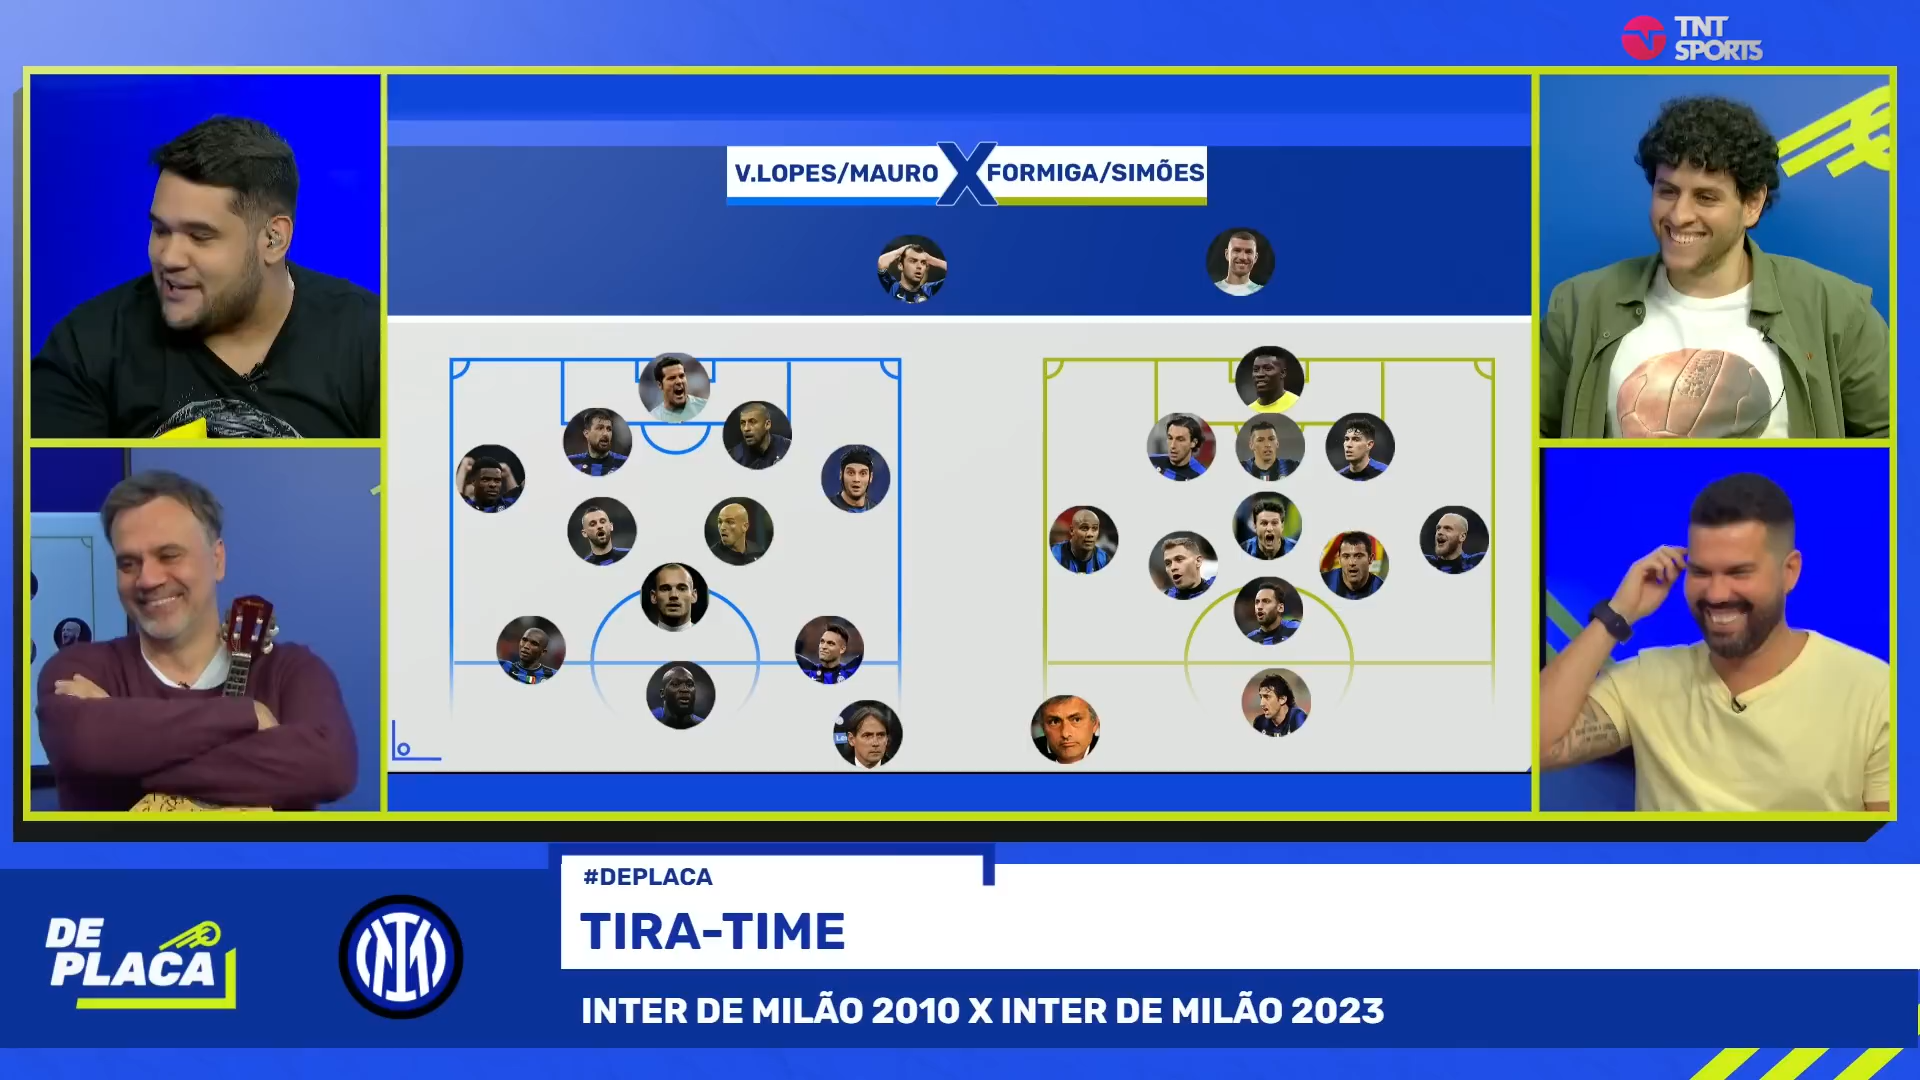 TNT
SPORTS
V.LOPES/MAURO X FORMIGA/SIMÕES
#DEPLACA
TIRA-TIME
DE
PLACA
INTER DE MILÃO 2010 X INTER DE MILÃO 2023